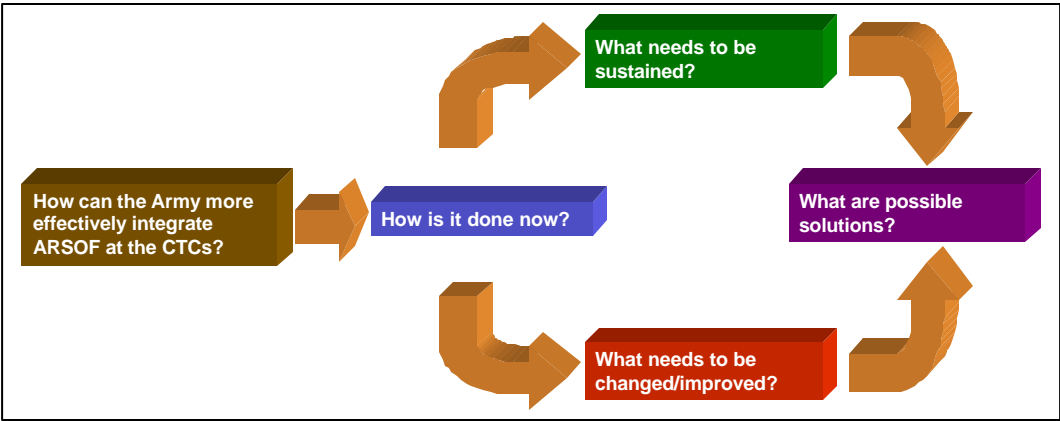 How can the Army more
effectively integrate
ARSOF at the CTCs?
How is it done now?
What needs to be
sustained?
What needs to be
changed/improved?
What are possible
solutions?